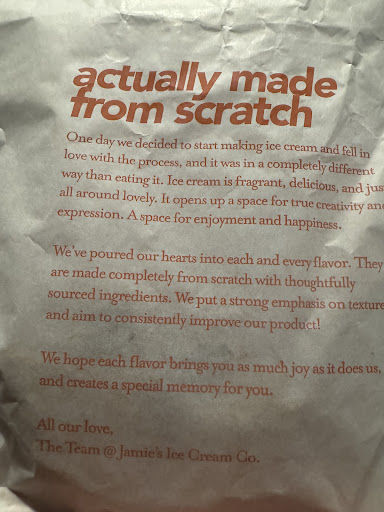 actually made
from scratch
One day we decided to start making ice cream and fell in
love with the process, and it was in a completely different
way than eating it. Ice cream is fragrant, delicious, and jus
all around lovely. It opens up a space for true creativity an
expression. A space for enjoyment and happiness.
We've poured our hearts into each and every flavor. They
are made completely from scratch with thoughtfully
sourced ingredients. We put a strong emphasis on texture
and aim to consistently improve our product!
We hope each flavor brings you as much joy as it does us,
and creates a special memory for you.
All our love,
The Team @ Jamie's Ice Cream Co.